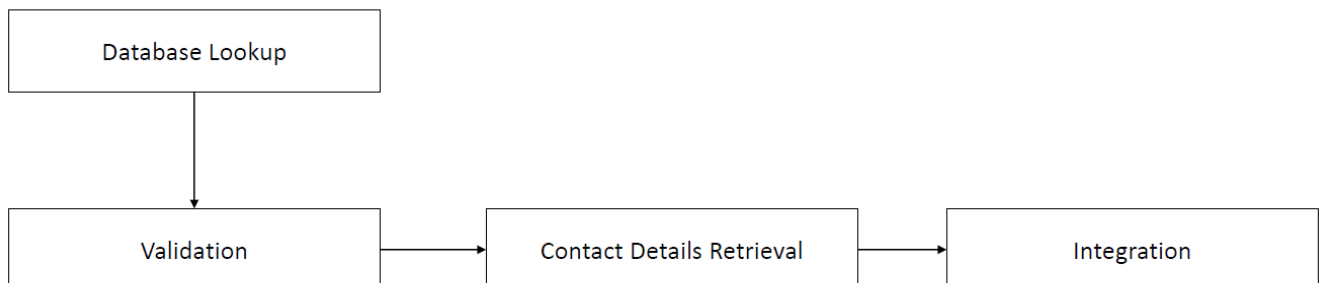 Database Lookup
Validation
Contact Details Retrieval
Integration